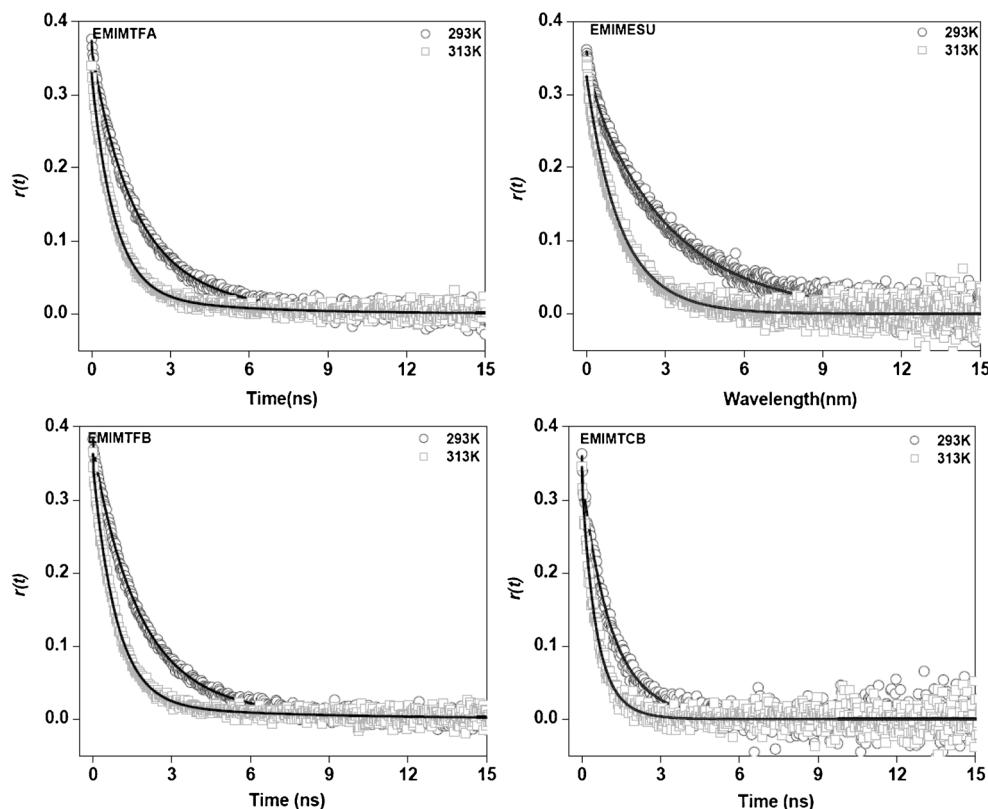 EMIMTFA
293K
313K
0.4
0.3
0.2
0.1
0.0
r(t)
0 3 6 9 12 15
Time(ns)
EMIMESU
293K
313K
0.4
0.3
0.2
0.1
0.0
r(t)
0 3 6 9 12 15
Wavelength(nm)
EMIMTFB
293K
313K
0.4
0.3
0.2
0.1
0.0
r(t)
0 3 6 9 12 15
Time (ns)
EMIMTCB
293K
313K
0.4
0.3
0.2
0.1
0.0
r(t)
0 3 6 9 12 15
Time (ns)